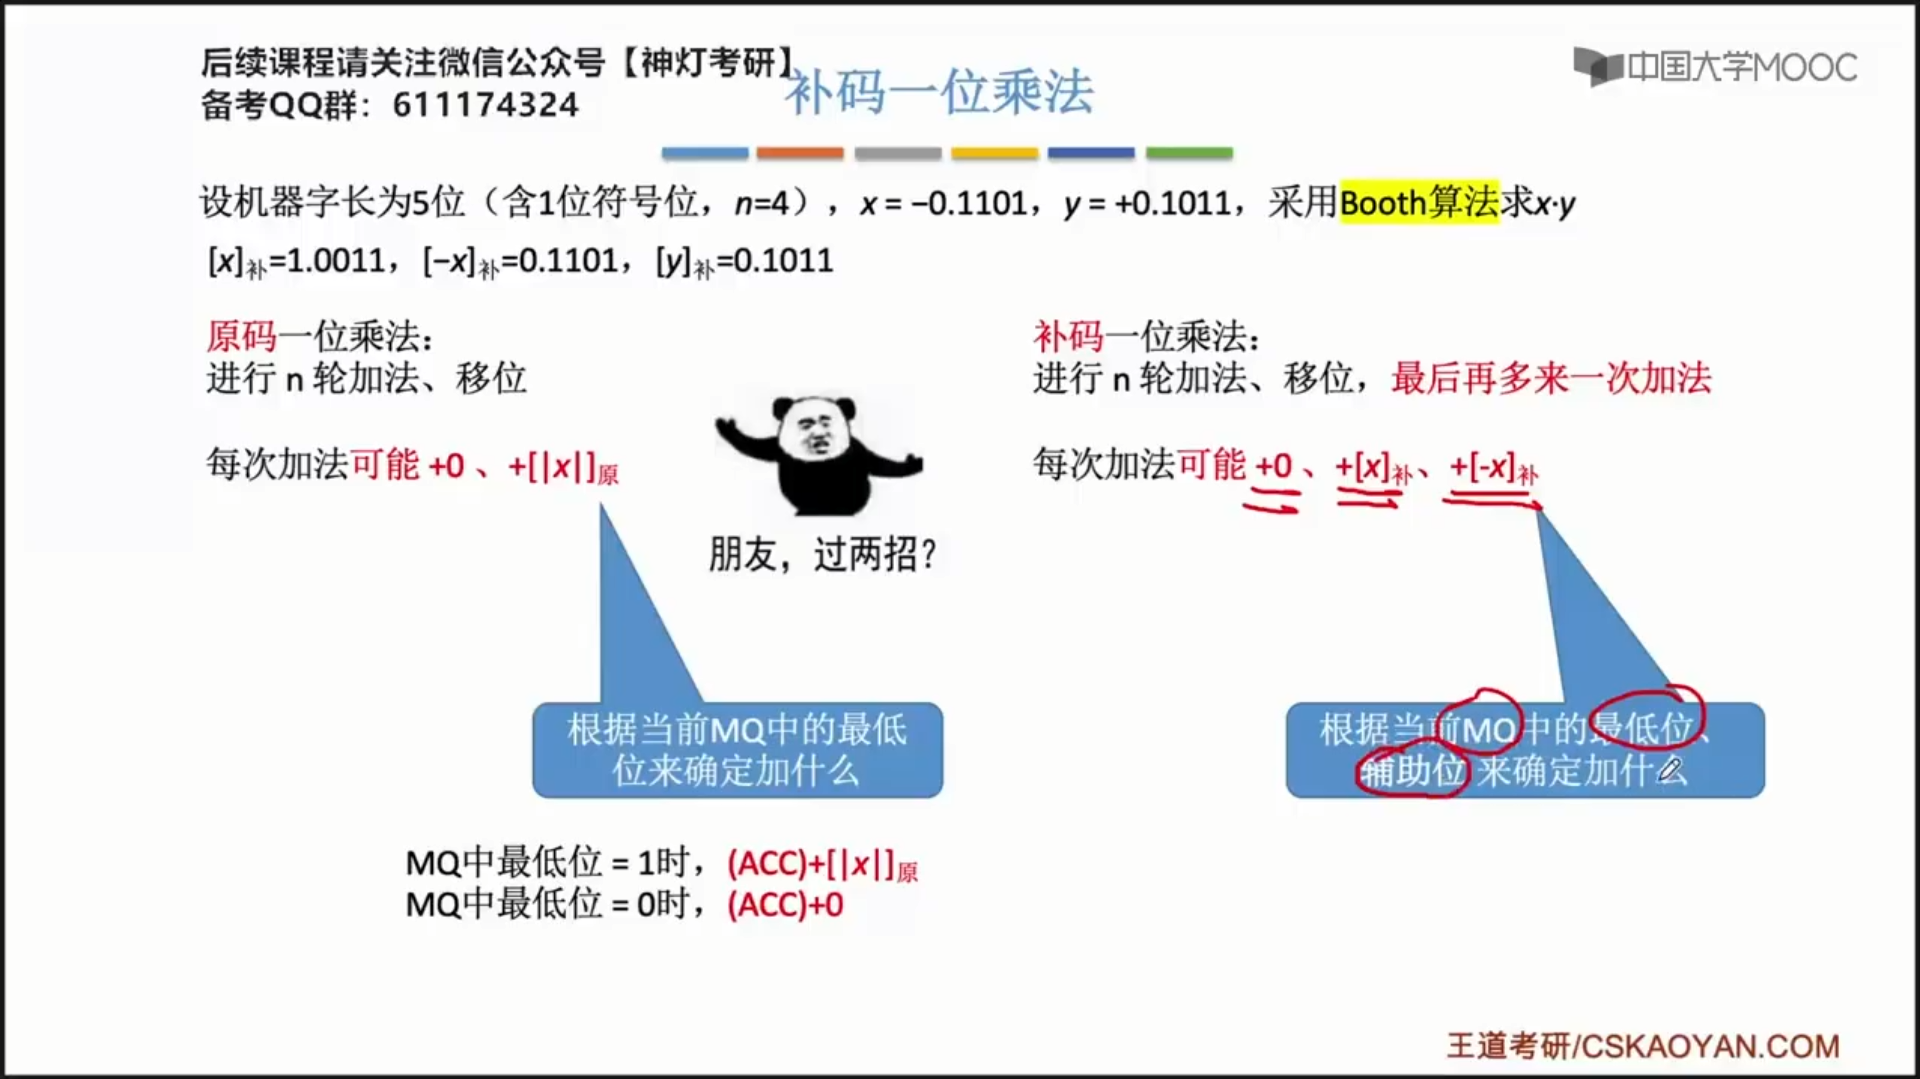 后续课程请关注微信公众号【神灯考研】
备考QQ群：611174324
中国大学MOOC
补码一位乘法
设机器字长为5位（含1位符号位，n=4），x = −0.1101，y = +0.1011，采用Booth算法求x·y
[x]补=1.0011，[−x]补=0.1101，[y]补=0.1011
原码一位乘法：
进行 n 轮加法、移位
每次加法可能 +0 、+[|x|]原
朋友，过两招？
根据当前MQ中的最低
位来确定加什么
MQ中最低位 = 1时，(ACC)+[|x|]原
MQ中最低位 = 0时，(ACC)+0
补码一位乘法：
进行 n 轮加法、移位，最后再多来一次加法
每次加法可能 +0 、+[x]补、+[-x]补
根据当前MQ中的最低位、
辅助位 来确定加什么
王道考研/CSKAOYAN.COM